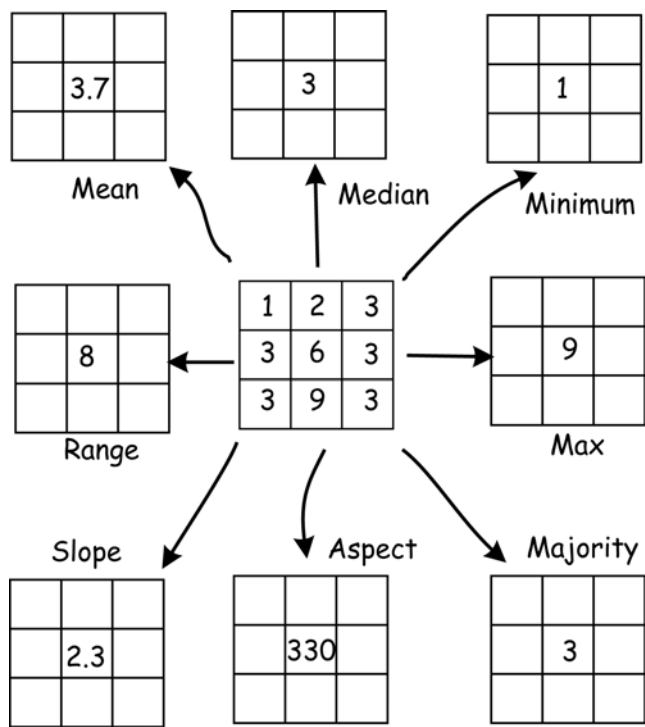 3.7
Mean
3
Median
1
Minimum
1 2 3
3 6 3
3 9 3
8
Range
9
Max
Slope
2.3
Aspect
330
Majority
3